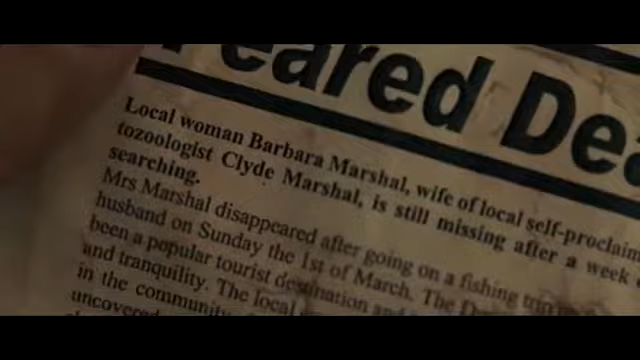 Feared Dea
Local woman Barbara Marshal, wife of local self-proclaim
tozoologist Clyde Marshal, is still missing after a week
searching.
Mrs Marshal disappeared after going on a fishing trip
husband on Sunday the 1st of March. The
been a popular tourist destination and
and tranquility. The local
in the community
uncovered